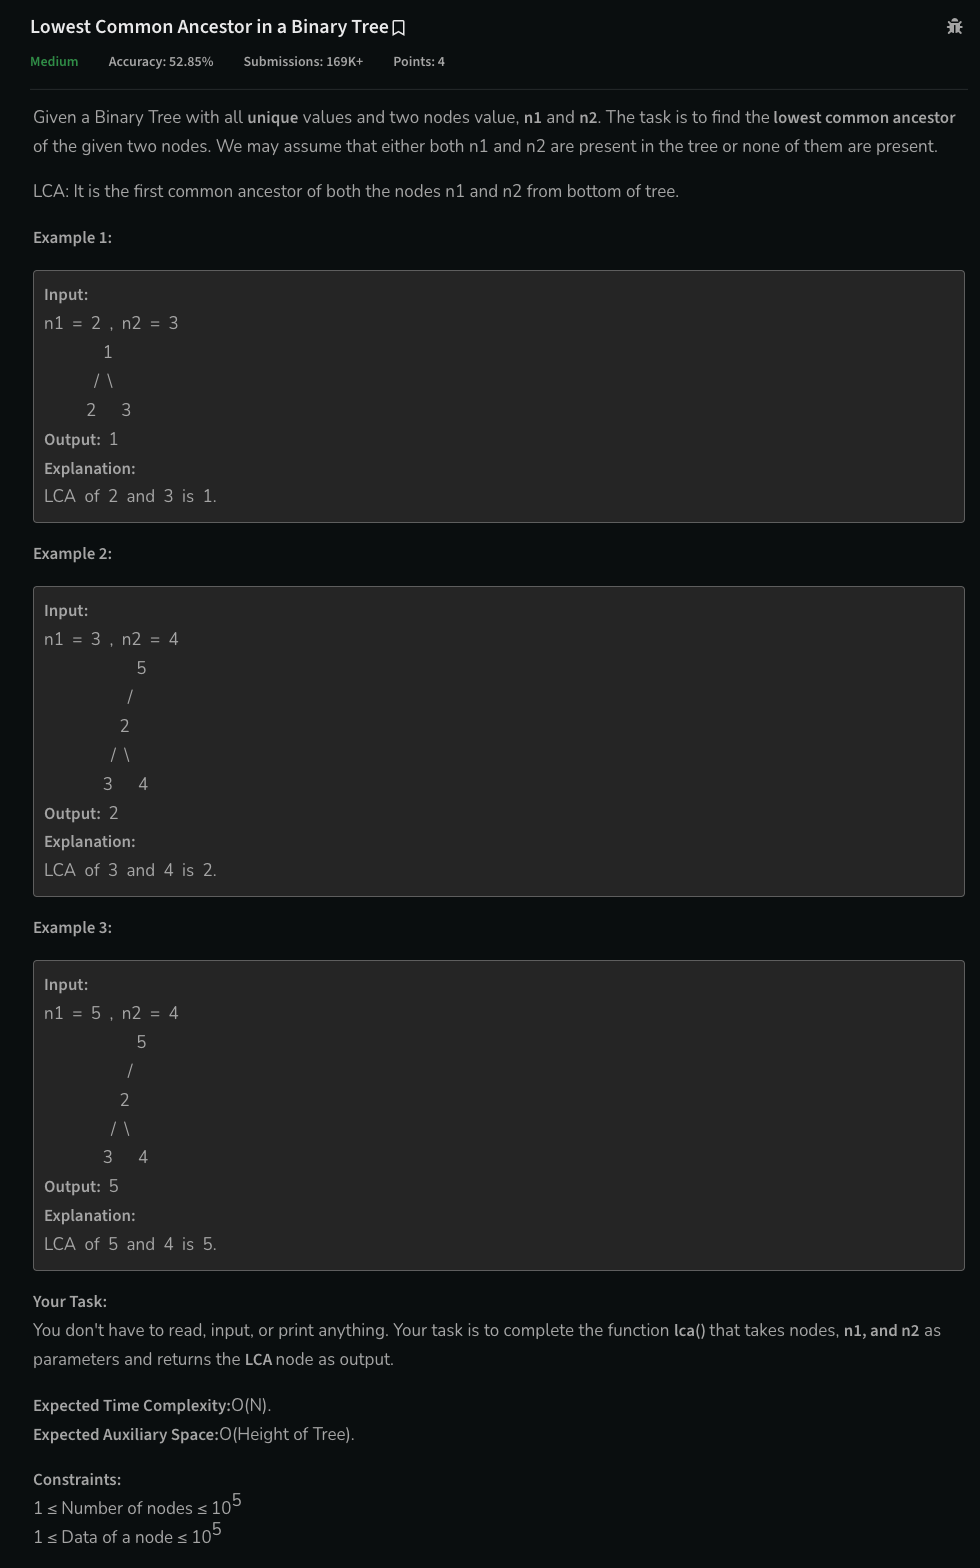 Lowest Common Ancestor in a Binary Tree
Medium Accuracy: 52.85% Submissions: 169K+ Points: 4
Given a Binary Tree with all unique values and two nodes value, n1 and n2. The task is to find the lowest common ancestor
of the given two nodes. We may assume that either both n1 and n2 are present in the tree or none of them are present.
LCA: It is the first common ancestor of both the nodes n1 and n2 from bottom of tree.
Example 1:
Input:
n1 = 2 , n2 = 3
1
/ \
2 3
Output: 1
Explanation:
LCA of 2 and 3 is 1.
Example 2:
Input:
n1 = 3 , n2 = 4
5
/
2
/ \
3 4
Output: 2
Explanation:
LCA of 3 and 4 is 2.
Example 3:
Input:
n1 = 5 , n2 = 4
5
/
2
/ \
3 4
Output: 5
Explanation:
LCA of 5 and 4 is 5.
Your Task:
You don't have to read, input, or print anything. Your task is to complete the function lca() that takes nodes, n1, and n2 as
parameters and returns the LCA node as output.
Expected Time Complexity:O(N).
Expected Auxiliary Space:O(Height of Tree).
Constraints:
1 ≤ Number of nodes ≤ 10^5
1 ≤ Data of a node ≤ 10^5